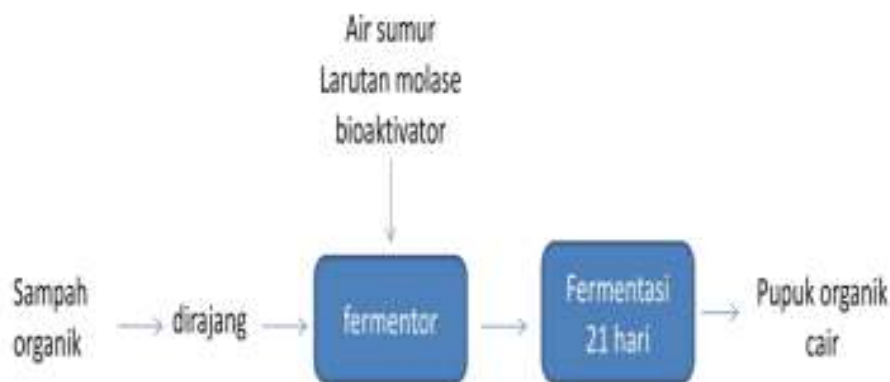 Air sumur
Larutan molase
bioaktivator
Sampah
organik
dirajang
fermentor
Fermentasi
21 hari
Pupuk organik
cair